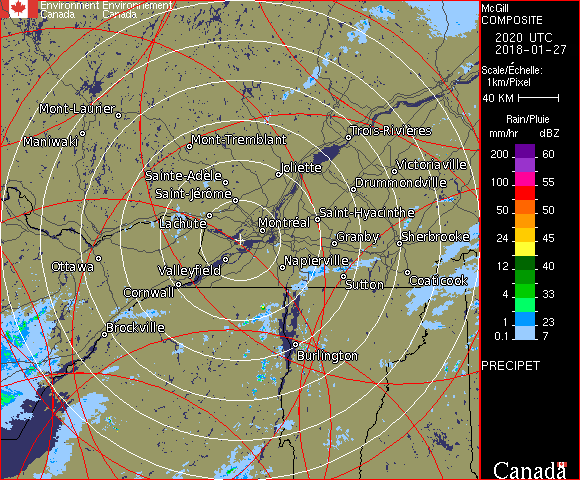 Environment Environnement
Canada Canada
McGill
COMPOSITE
2020 UTC
2018-01-27
Scale/Échelle:
1km/Pixel
40 KM
Rain/Pluie
mm/hr dBZ
200 60
155
100 55
50 50
24 45
12 40
4 33
1 23
0.1 7
PRECIPET
Canada
Mont-Laurier
Maniwaki
Mont-Tremblant
Trois-Rivières
Sainte-Adèle
Joliette
Victoriaville
Saint-Jérôme
Drummondville
Lachute
Montréal
Saint-Hyacinthe
Granby
Sherbrooke
Ottawa
Valleyfield
Napierville
Cornwall
Sutton
Coaticook
Brockville
Burlington